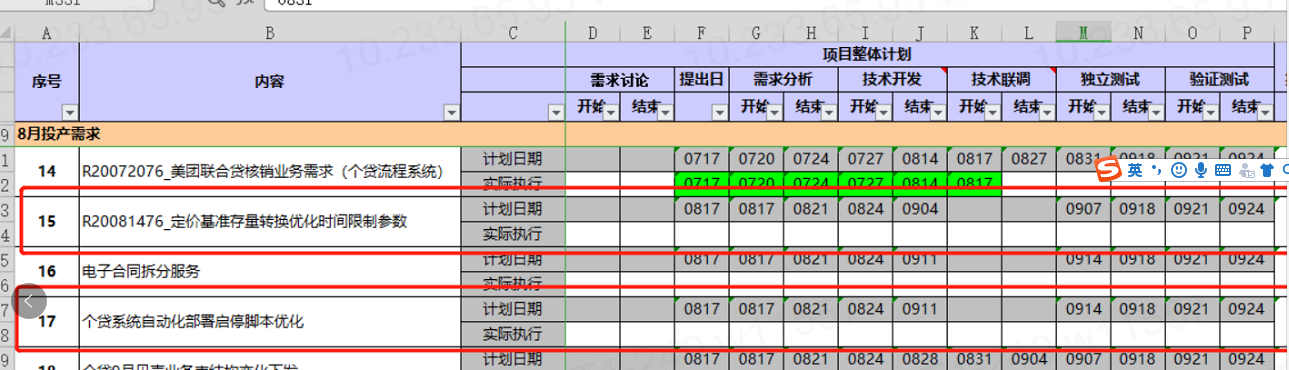 0831
A B C D E F G H I J K L M N O P
项目整体计划
序号 内容 需求讨论 提出日 需求分析 技术开发 技术联调 独立测试 验证测试
开始 结束 开始 结束 开始 结束 开始 结束 开始 结束 开始 结束
9 8月投产需求
1 14 R20072076_美团联合贷核销业务需求（个贷流程系统） 计划日期 0717 0720 0724 0727 0814 0817 0827 0831 0918 0921 0924
英
2 实际执行 0717 0720 0724 0727 0814 0817
3 15 R20081476_定价基准存量转换优化时间限制参数 计划日期 0817 0817 0821 0824 0904 0907 0918 0921 0924
4 实际执行
5 16 电子合同拆分服务 计划日期 0817 0817 0821 0824 0911 0914 0918 0921 0924
6 实际执行
7 17 个贷系统自动化部署启停脚本优化 计划日期 0817 0817 0821 0824 0911 0914 0918 0921 0924
8 实际执行
9 计划日期 0817 0817 0821 0824 0828 0831 0904 0907 0918 0921 0924